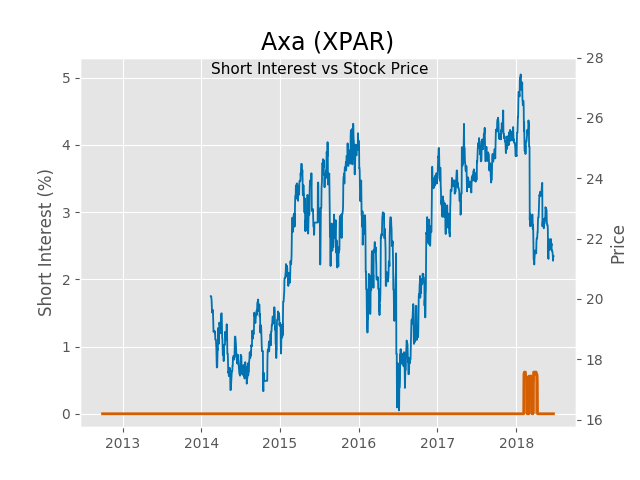 Axa (XPAR)
Short Interest vs Stock Price
Short Interest (%)
5
4
3
2
1
0
28
26
24
22
20
18
16
Price
2013 2014 2015 2016 2017 2018